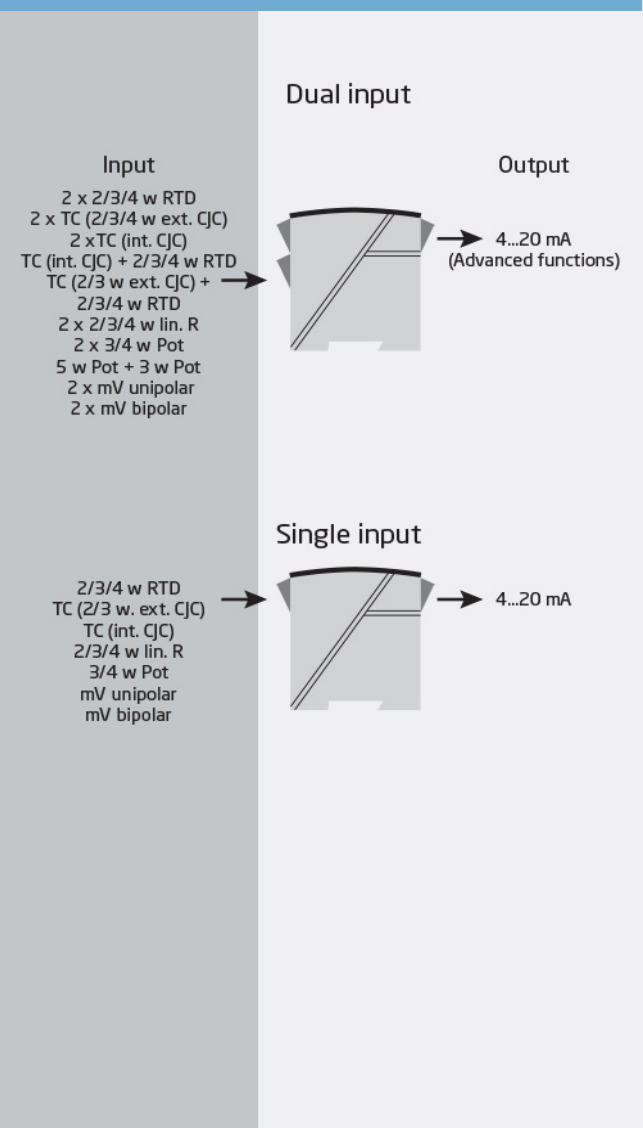 Dual input
Input
Output
2 x 2/3/4 w RTD
2 x TC (2/3/4 w ext. CJC)
2 xTC (int. CJC)
TC (int. CJC) + 2/3/4 w RTD
TC (2/3 w ext. CJC) +
2/3/4 w RTD
2 x 2/3/4 w lin. R
2 x 3/4 w Pot
5 w Pot + 3 w Pot
2 x mV unipolar
2 x mV bipolar
4...20 mA
(Advanced functions)
Single input
2/3/4 w RTD
TC (2/3 w. ext. CJC)
TC (int. CJC)
2/3/4 w lin. R
3/4 w Pot
mV unipolar
mV bipolar
4...20 mA